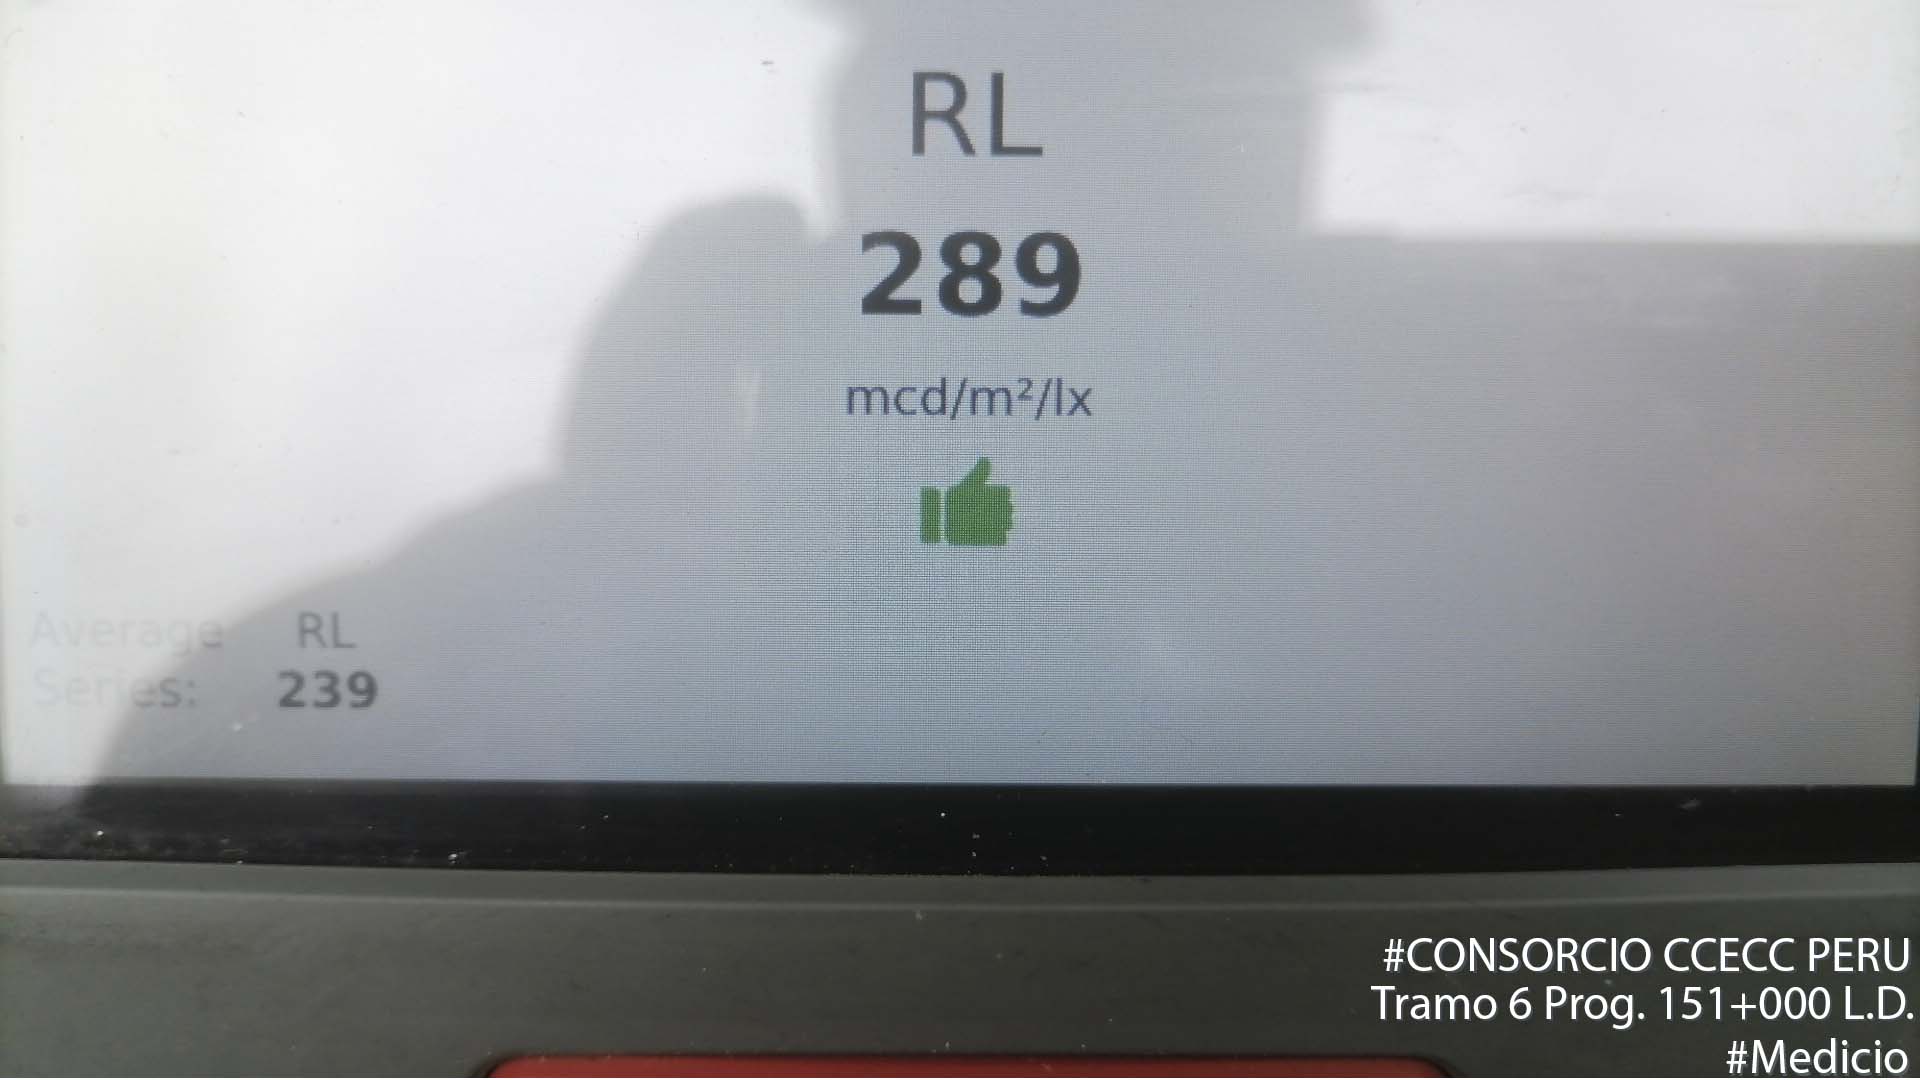 RL
289
mcd/m²/lx
Average RL
Series: 239
#CONSORCIO CCECC PERU
Tramo 6 Prog. 151+000 L.D.
#Medicio